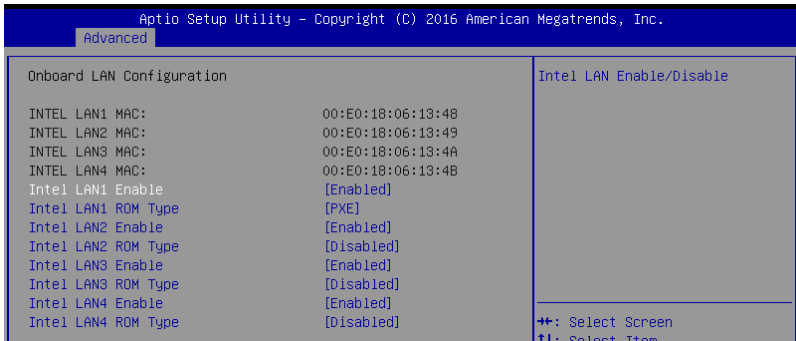 Aptio Setup Utility – Copyright (C) 2016 American Megatrends, Inc.
Advanced
Onboard LAN Configuration
INTEL LAN1 MAC: 00:E0:18:06:13:48
INTEL LAN2 MAC: 00:E0:18:06:13:49
INTEL LAN3 MAC: 00:E0:18:06:13:4A
INTEL LAN4 MAC: 00:E0:18:06:13:4B
Intel LAN1 Enable [Enabled]
Intel LAN1 ROM Type [PXE]
Intel LAN2 Enable [Enabled]
Intel LAN2 ROM Type [Disabled]
Intel LAN3 Enable [Enabled]
Intel LAN3 ROM Type [Disabled]
Intel LAN4 Enable [Enabled]
Intel LAN4 ROM Type [Disabled]
Intel LAN Enable/Disable
→←: Select Screen
↑↓: Select Item